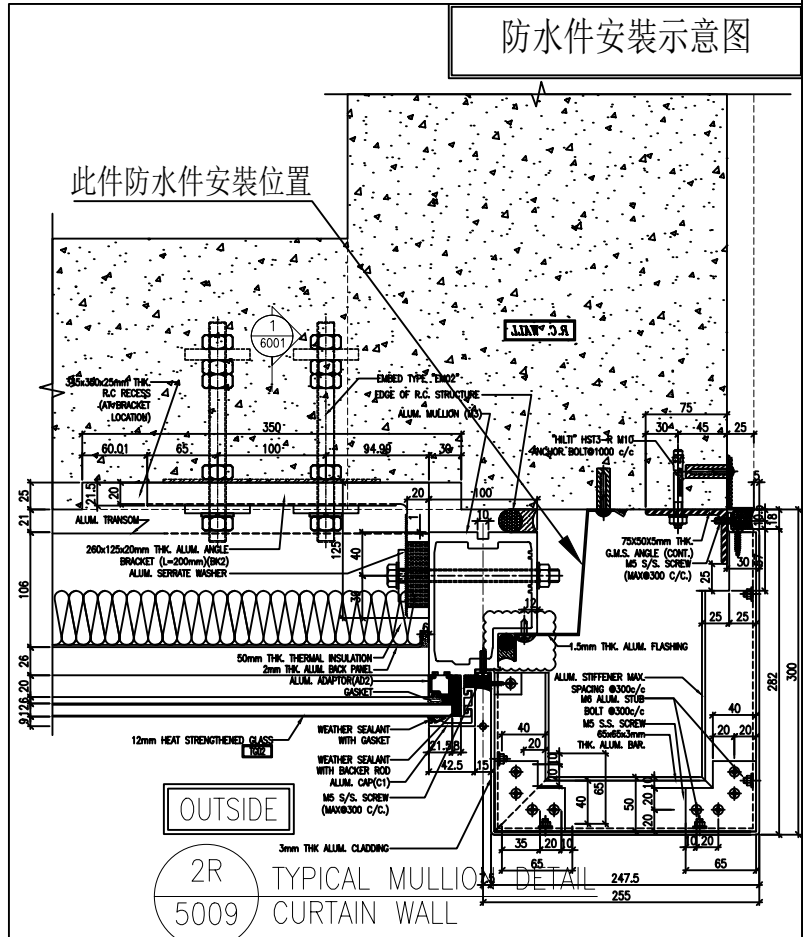 防水件安裝示意图
此件防水件安裝位置
R.C. WALL
1
6001
R.C RECESS
(AT BRACKET
LOCATION)
EMBED TYPE "EM02"
EDGE OF R.C. STRUCTURE
ALUM. MULLION
350
60.01
65
100
94.99
39
75
30
45
25
"HILTI" HST3-R M10
ANCHOR BOLT@1000 c/c
25
21.5
20
20
100
5
21
ALUM. TRANSOM
10
18
260x125x20mm THK. ALUM. ANGLE
BRACKET (L=200mm)(BK2)
ALUM. SERRATE WASHER
125
40
75X50X5mm THK.
G.M.S. ANGLE (CONT.)
M5 S/S. SCREW
(MAX@300 C/C.)
30
25
106
12
25
25
6
1.5mm THK. ALUM. FLASHING
282
300
50mm THK. THERMAL INSULATION
2mm THK. ALUM. BACK PANEL
ALUM. ADAPTOR(AD2)
GASKET
26
20
ALUM. STIFFENER MAX.
SPACING @300c/c
M6 ALUM. STUB
BOLT @300c/c
M5 S.S. SCREW
65x65x3mm
THK. ALUM. BAR.
40
20
20
12mm HEAT STRENGTHENED GLASS
WEATHER SEALANT
WITH GASKET
WEATHER SEALANT
WITH BACKER ROD
ALUM. CAP(C1)
M5 S/S. SCREW
(MAX@300 C/C.)
40
20
42.5
15
40
65
50
20
10
20
OUTSIDE
3mm THK ALUM. CLADDING
35
20
10
65
10
20
65
2R
5009
TYPICAL MULLION DETAIL
CURTAIN WALL
247.5
255